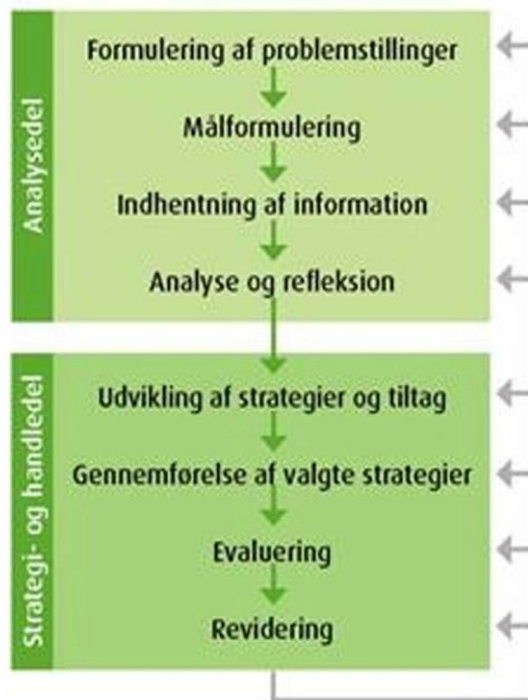 Analysedel
Formulering af problemstillinger
Målformulering
Indhentning af information
Analyse og refleksion
Strategi- og handledel
Udvikling af strategier og tiltag
Gennemførelse af valgte strategier
Evaluering
Revidering